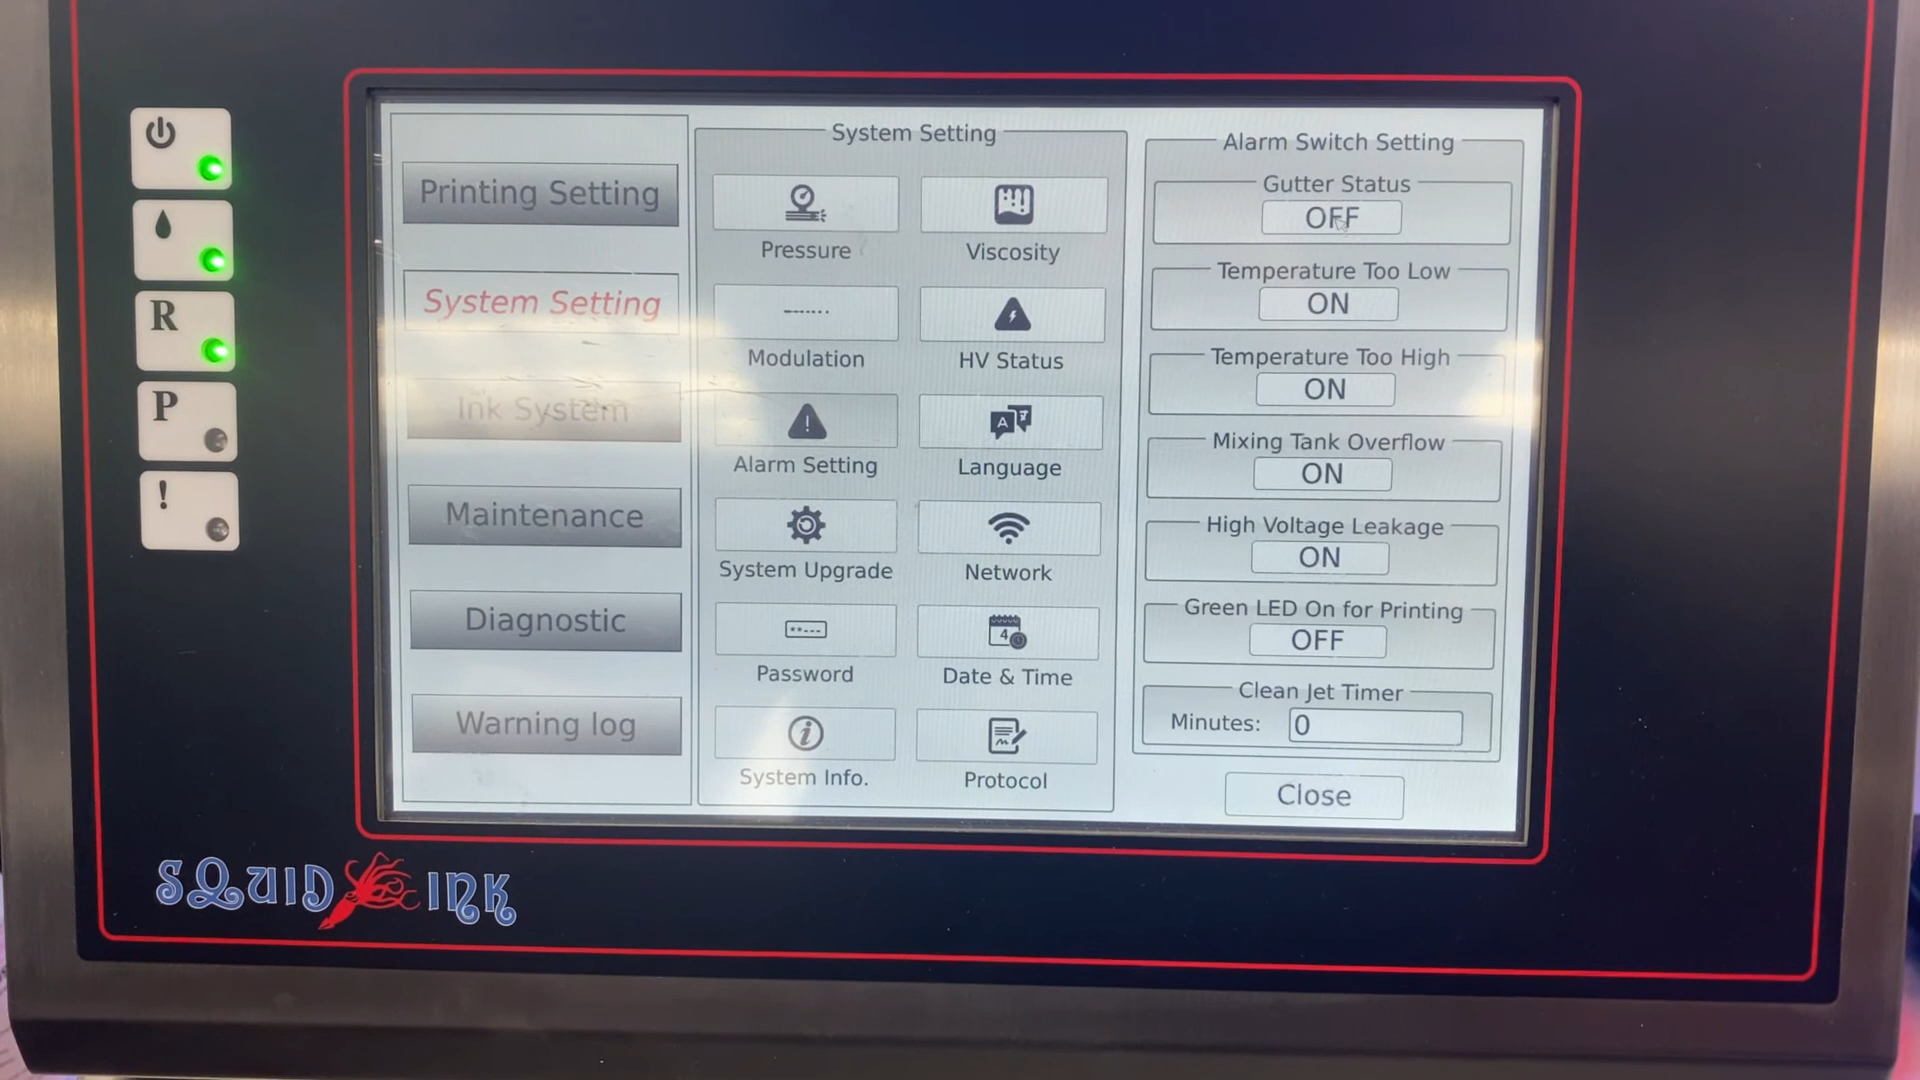 R
P
!
Printing Setting
System Setting
Ink System
Maintenance
Diagnostic
Warning log
System Setting
Pressure
Viscosity
Modulation
HV Status
Alarm Setting
Language
System Upgrade
Network
Password
Date & Time
System Info.
Protocol
Alarm Switch Setting
Gutter Status
OFF
Temperature Too Low
ON
Temperature Too High
ON
Mixing Tank Overflow
ON
High Voltage Leakage
ON
Green LED On for Printing
OFF
Clean Jet Timer
Minutes: 0
Close
SQUID INK